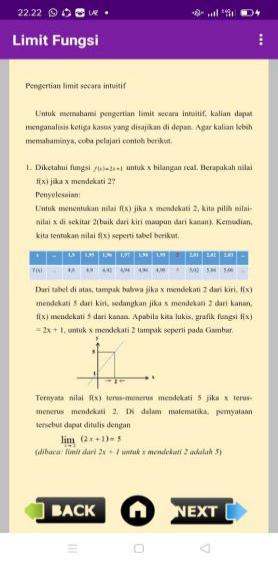 22.22
Limit Fungsi
Pengertian limit secara intuitif
Untuk memahami pengertian limit secara intuitif, kalian dapat
menganalisis ketiga kasus yang disajikan di depan. Agar kalian lebih
memahaminya, coba pelajari contoh berikut.
1. Diketahui fungsi f(x)=2x+1 untuk x bilangan real. Berapakah nilai
f(x) jika x mendekati 2?
Penyelesaian:
Untuk menentukan nilai f(x) jika x mendekati 2, kita pilih nilai-
nilai x di sekitar 2(baik dari kiri maupun dari kanan). Kemudian,
kita tentukan nilai f(x) seperti tabel berikut.
x ... 1,9 1,95 1,96 1,97 1,98 1,99 2 2,01 2,02 2,03 ...
f(x) ... 4,8 4,9 4,92 4,94 4,96 4,98 5 5,02 5,04 5,06 ...
Dari tabel di atas, tampak bahwa jika x mendekati 2 dari kiri, f(x)
mendekati 5 dari kiri, sedangkan jika x mendekati 2 dari kanan,
f(x) mendekati 5 dari kanan. Apabila kita lukis, grafik fungsi f(x)
= 2x + 1, untuk x mendekati 2 tampak seperti pada Gambar.
y
5
1
2
x
Ternyata nilai f(x) terus-menerus mendekati 5 jika x terus-
menerus mendekati 2. Di dalam matematika, pernyataan
tersebut dapat ditulis dengan
lim (2x + 1) = 5
x→2
(dibaca: limit dari 2x + 1 untuk x mendekati 2 adalah 5)
BACK
NEXT